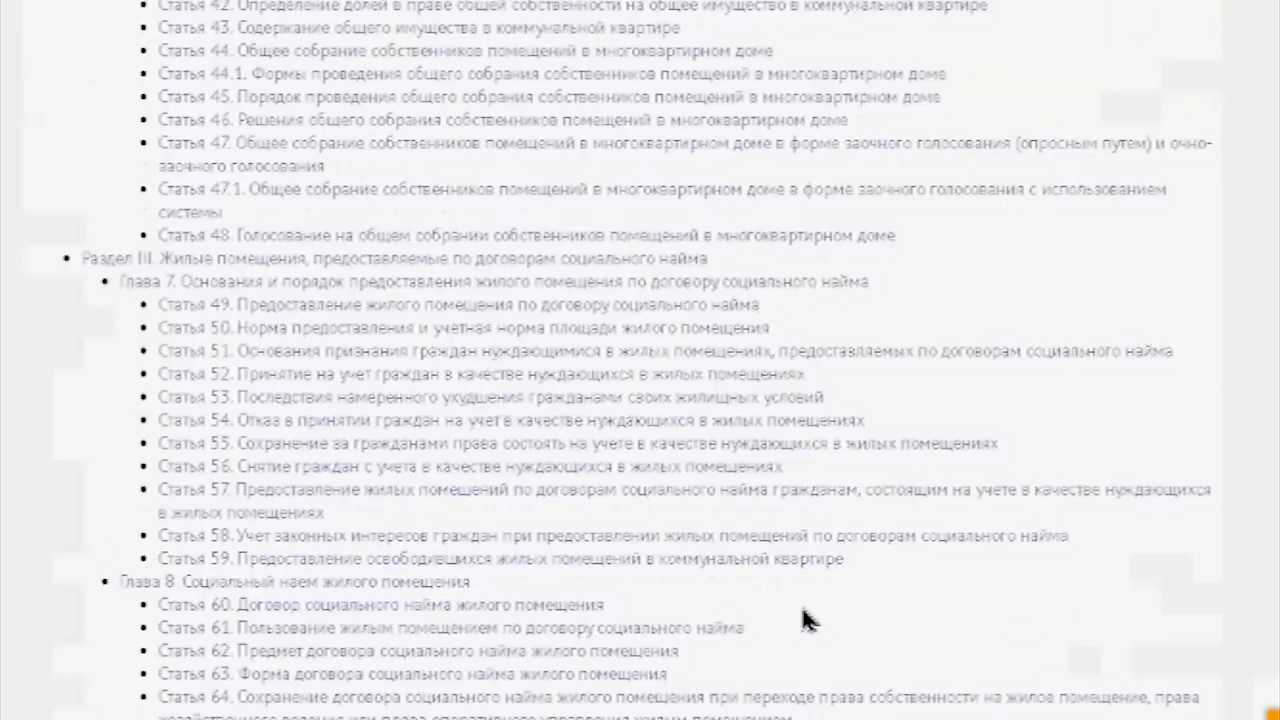 Статья 42. Определение долей в праве общей собственности на общее имущество в коммунальной квартире
Статья 43. Содержание общего имущества в коммунальной квартире
Статья 44. Общее собрание собственников помещений в многоквартирном доме
Статья 44.1. Формы проведения общего собрания собственников помещений в многоквартирном доме
Статья 45. Порядок проведения общего собрания собственников помещений в многоквартирном доме
Статья 46. Решения общего собрания собственников помещений в многоквартирном доме
Статья 47. Общее собрание собственников помещений в многоквартирном доме в форме заочного голосования (опросным путем) и очно-
заочного голосования
Статья 47.1. Общее собрание собственников помещений в многоквартирном доме в форме заочного голосования с использованием
системы
Статья 48. Голосование на общем собрании собственников помещений в многоквартирном доме
Раздел III. Жилые помещения, предоставляемые по договорам социального найма
Глава 7. Основания и порядок предоставления жилого помещения по договору социального найма
Статья 49. Предоставление жилого помещения по договору социального найма
Статья 50. Норма предоставления и учетная норма площади жилого помещения
Статья 51. Основания признания граждан нуждающимися в жилых помещениях, предоставляемых по договорам социального найма
Статья 52. Принятие на учет граждан в качестве нуждающихся в жилых помещениях
Статья 53. Последствия намеренного ухудшения гражданами своих жилищных условий
Статья 54. Отказ в принятии граждан на учет в качестве нуждающихся в жилых помещениях
Статья 55. Сохранение за гражданами права состоять на учете в качестве нуждающихся в жилых помещениях
Статья 56. Снятие граждан с учета в качестве нуждающихся в жилых помещениях
Статья 57. Предоставление жилых помещений по договорам социального найма гражданам, состоящим на учете в качестве нуждающихся
в жилых помещениях
Статья 58. Учет законных интересов граждан при предоставлении жилых помещений по договорам социального найма
Статья 59. Предоставление освободившихся жилых помещений в коммунальной квартире
Глава 8. Социальный наем жилого помещения
Статья 60. Договор социального найма жилого помещения
Статья 61. Пользование жилым помещением по договору социального найма
Статья 62. Предмет договора социального найма жилого помещения
Статья 63. Форма договора социального найма жилого помещения
Статья 64. Сохранение договора социального найма жилого помещения при переходе права собственности на жилое помещение, права
хозяйственного ведения или права оперативного управления жилым помещением